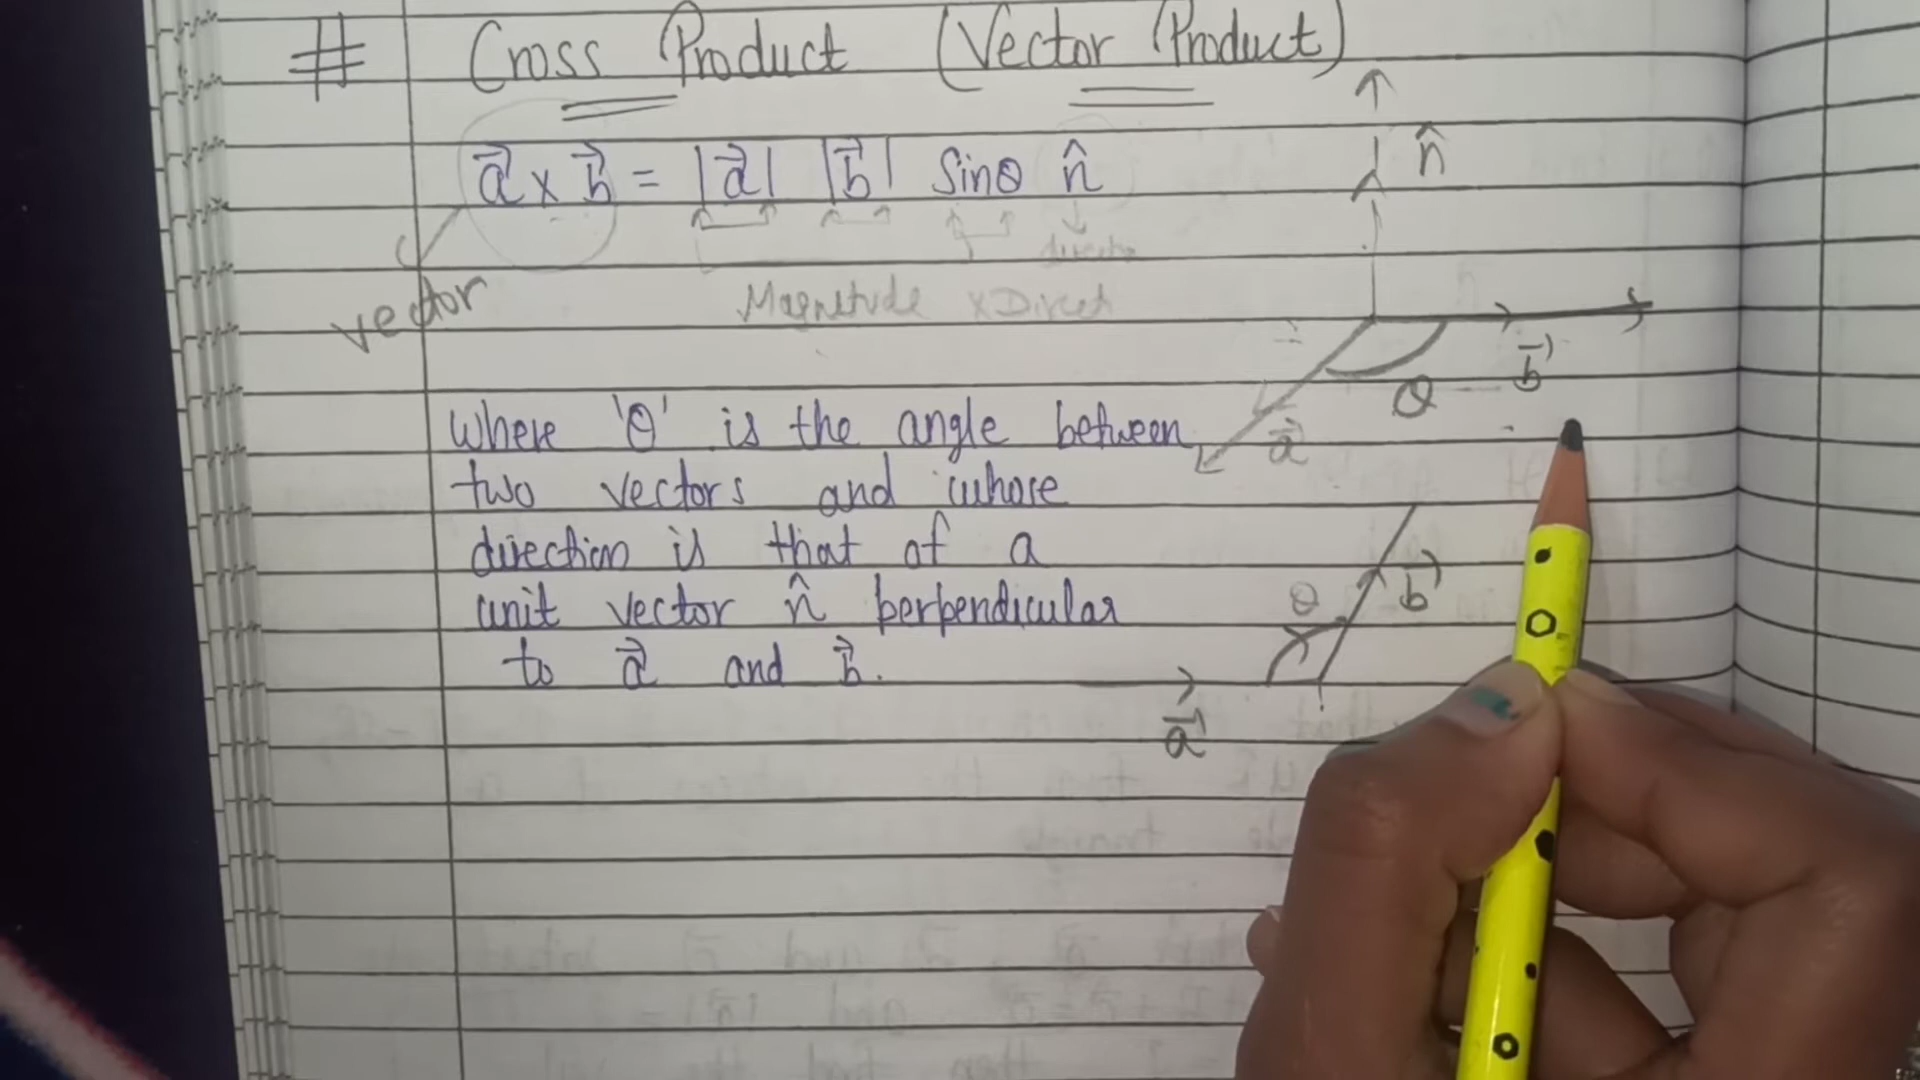 # Cross Product (Vector Product)
a⃗ x b⃗ = |a⃗| |b⃗| Sinθ n̂
n̂
vector
Magnitude x Direct
b⃗
θ
a⃗
where 'θ' is the angle between
two vectors and whose
direction is that of a
unit vector n̂ perpendicular
to a⃗ and b⃗.
θ
b⃗
a⃗